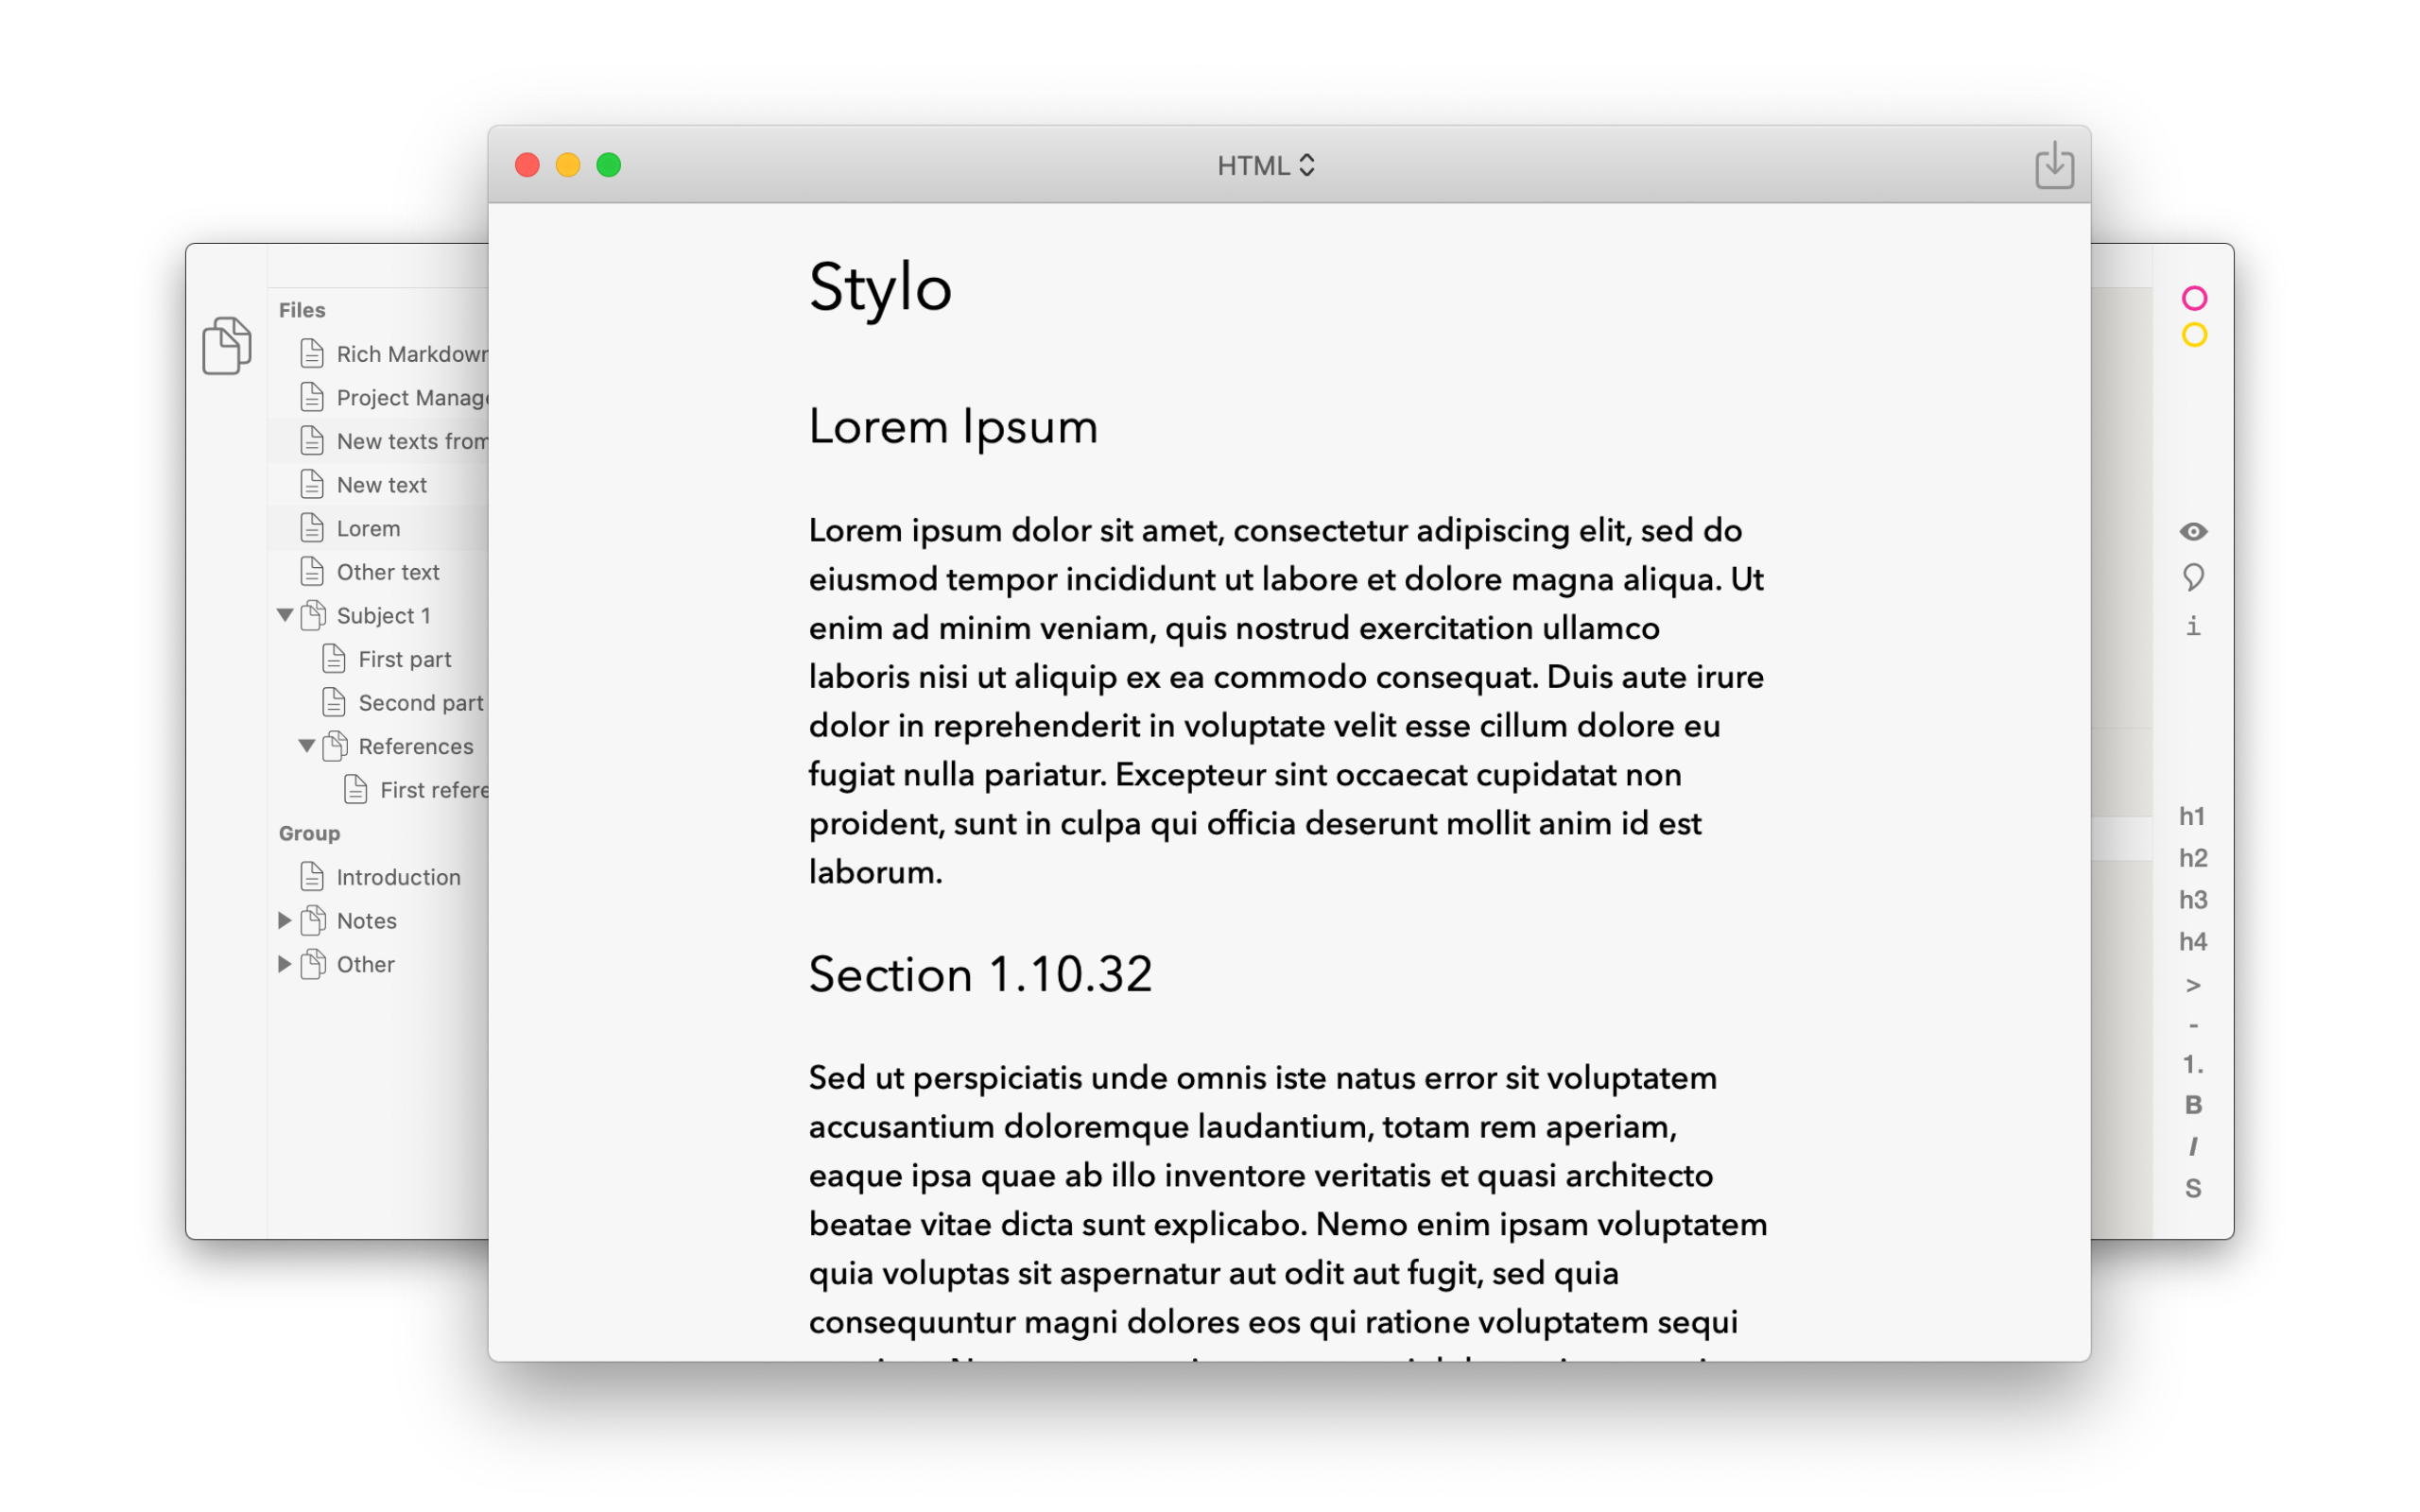 HTML
Stylo
Lorem Ipsum
Lorem ipsum dolor sit amet, consectetur adipiscing elit, sed do
eiusmod tempor incididunt ut labore et dolore magna aliqua. Ut
enim ad minim veniam, quis nostrud exercitation ullamco
laboris nisi ut aliquip ex ea commodo consequat. Duis aute irure
dolor in reprehenderit in voluptate velit esse cillum dolore eu
fugiat nulla pariatur. Excepteur sint occaecat cupidatat non
proident, sunt in culpa qui officia deserunt mollit anim id est
laborum.
Section 1.10.32
Sed ut perspiciatis unde omnis iste natus error sit voluptatem
accusantium doloremque laudantium, totam rem aperiam,
eaque ipsa quae ab illo inventore veritatis et quasi architecto
beatae vitae dicta sunt explicabo. Nemo enim ipsam voluptatem
quia voluptas sit aspernatur aut odit aut fugit, sed quia
consequuntur magni dolores eos qui ratione voluptatem sequi
Files
Rich Markdown
Project Manage
New texts from
New text
Lorem
Other text
Subject 1
First part
Second part
References
First refere
Group
Introduction
Notes
Other
i
h1
h2
h3
h4
>
-
1.
B
I
S